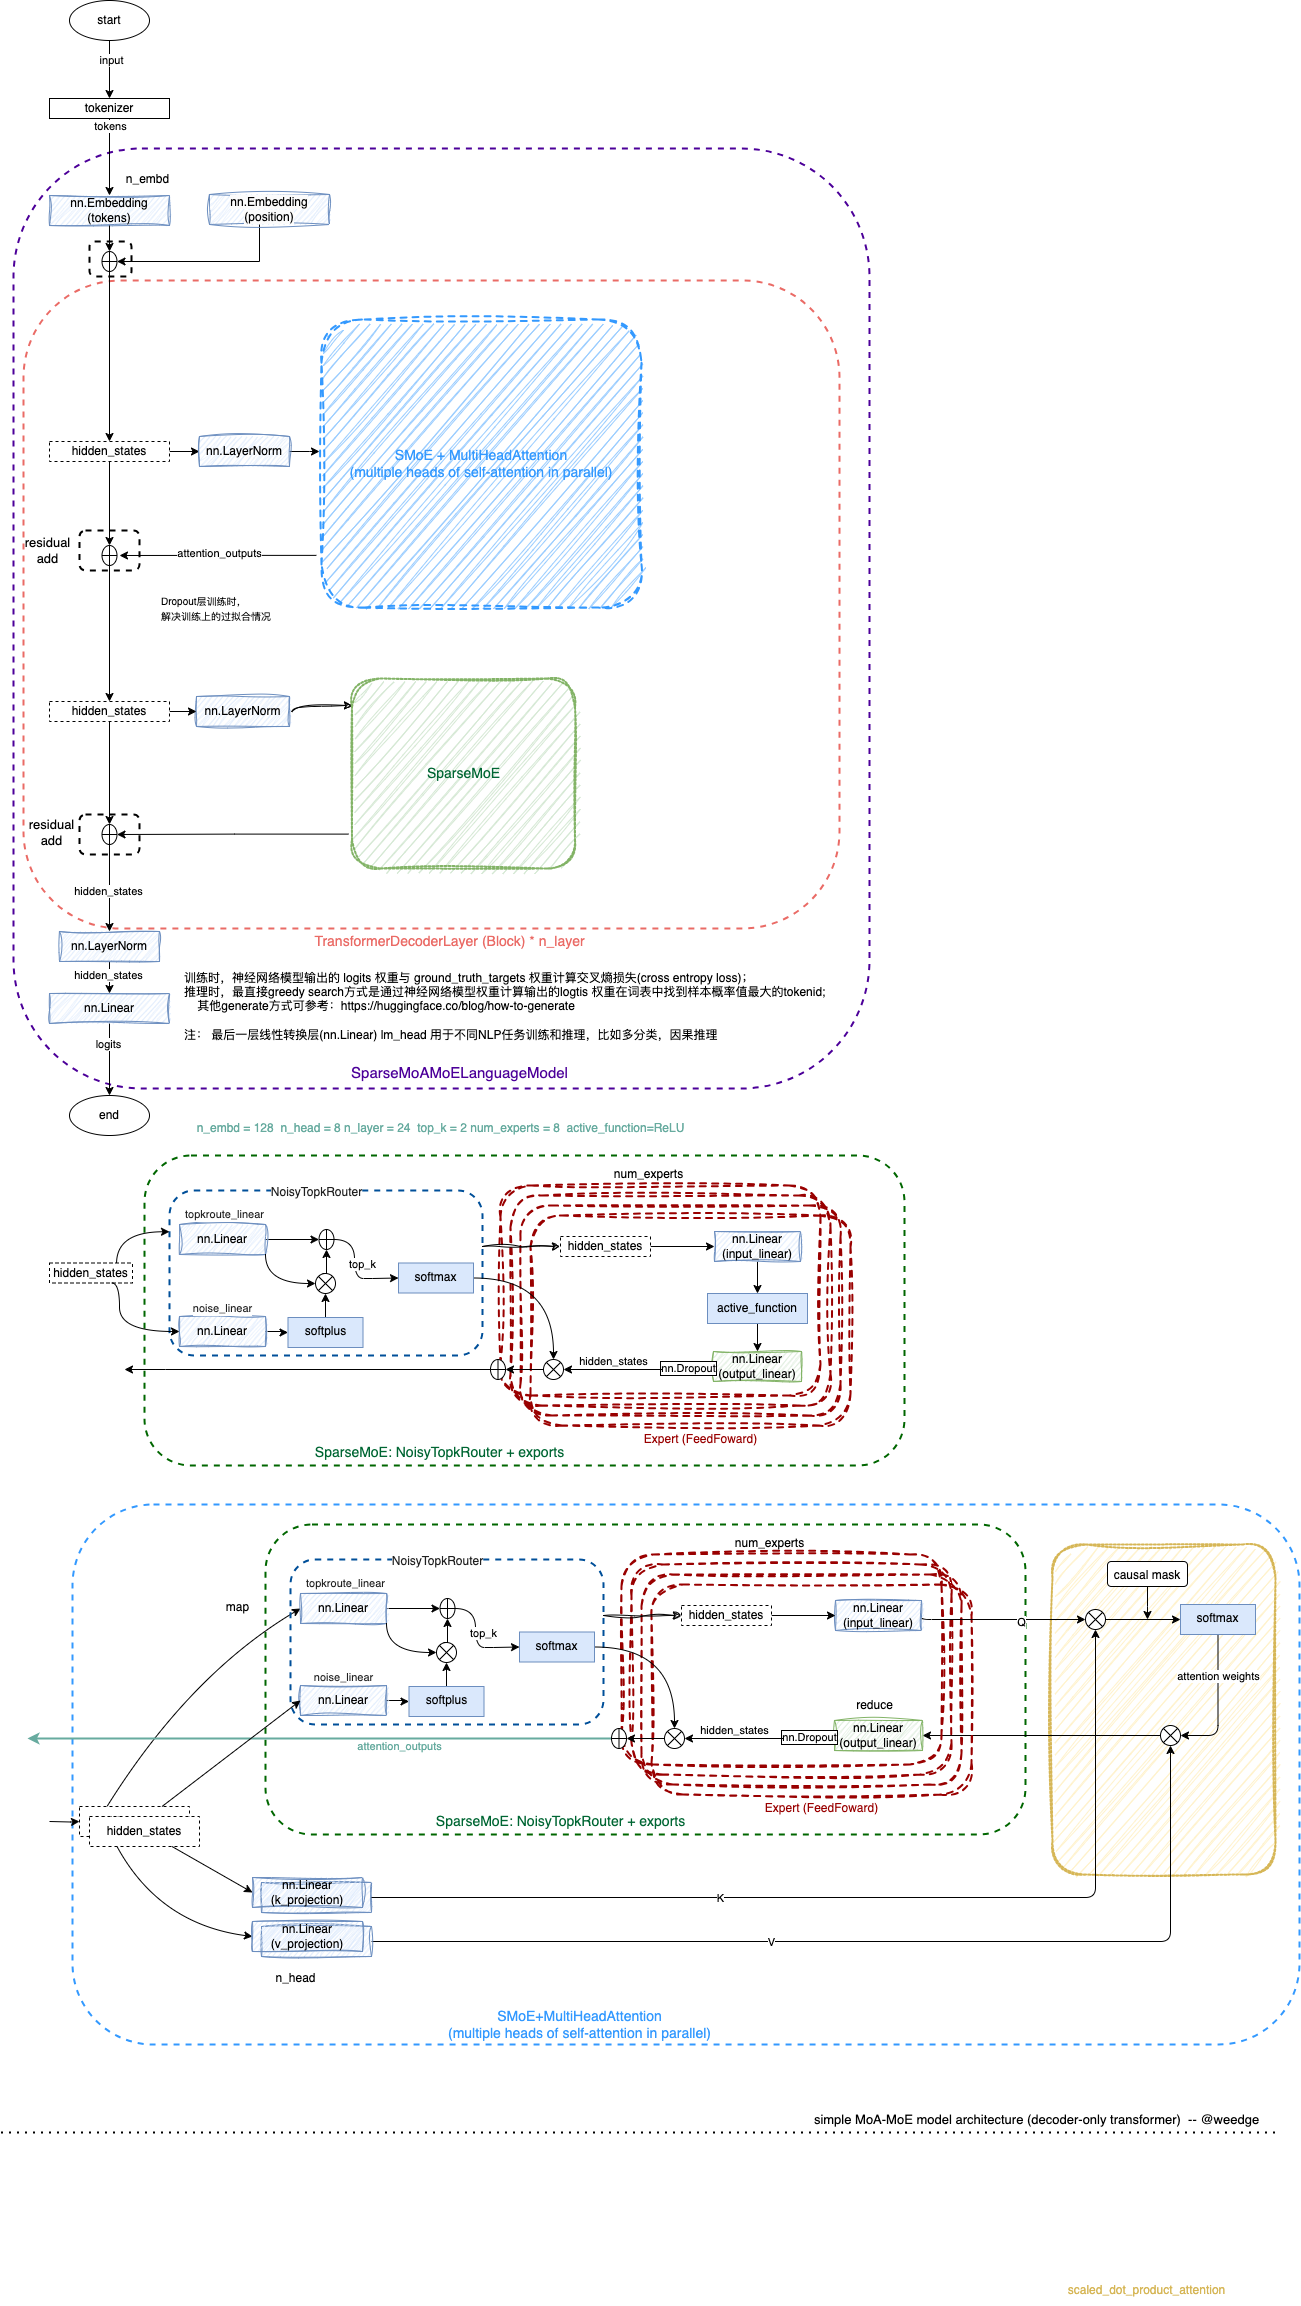 start
input
tokenizer
tokens
n_embd
nn.Embedding
(tokens)
nn.Embedding
(position)
hidden_states
nn.LayerNorm
SMoE + MultiHeadAttention
(multiple heads of self-attention in parallel)
residual
add
attention_outputs
Dropout层训练时，
解决训练上的过拟合情况
hidden_states
nn.LayerNorm
SparseMoE
residual
add
hidden_states
nn.LayerNorm
TransformerDecoderLayer (Block) * n_layer
hidden_states
nn.Linear
训练时，神经网络模型输出的 logits 权重与 ground_truth_targets 权重计算交叉熵损失(cross entropy loss)；
推理时，最直接greedy search方式是通过神经网络模型权重计算输出的logtis 权重在词表中找到样本概率值最大的tokenid;
其他generate方式可参考：https://huggingface.co/blog/how-to-generate
注： 最后一层线性转换层(nn.Linear) lm_head 用于不同NLP任务训练和推理，比如多分类，因果推理
logits
SparseMoAMoELanguageModel
end
n_embd = 128 n_head = 8 n_layer = 24 top_k = 2 num_experts = 8 active_function=ReLU
num_experts
NoisyTopkRouter
topkroute_linear
nn.Linear
hidden_states
top_k
softmax
noise_linear
nn.Linear
softplus
hidden_states
nn.Linear
(input_linear)
active_function
nn.Linear
(output_linear)
nn.Dropout
hidden_states
Expert (FeedFoward)
SparseMoE: NoisyTopkRouter + exports
num_experts
NoisyTopkRouter
topkroute_linear
nn.Linear
map
top_k
softmax
noise_linear
nn.Linear
softplus
hidden_states
nn.Linear
(input_linear)
Q
causal mask
softmax
attention weights
reduce
nn.Linear
(output_linear)
nn.Dropout
hidden_states
attention_outputs
Expert (FeedFoward)
SparseMoE: NoisyTopkRouter + exports
hidden_states
nn.Linear
(k_projection)
K
nn.Linear
(v_projection)
V
n_head
SMoE+MultiHeadAttention
(multiple heads of self-attention in parallel)
simple MoA-MoE model architecture (decoder-only transformer) -- @weedge
scaled_dot_product_attention